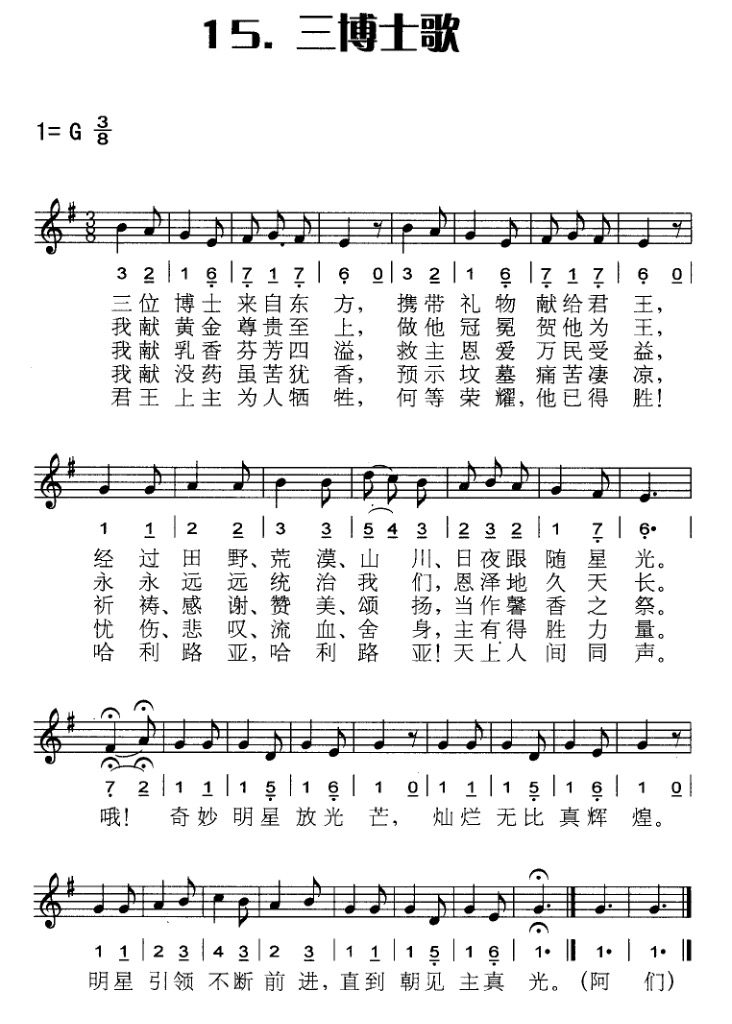 15. 三博士歌
1= G 3/8
3 2 | 1 6 | 7 1 7 | 6 0 | 3 2 | 1 6 | 7 1 7 | 6 0 |
三位博士来自东方，携带礼物献给君王，
我献黄金尊贵至上，做他冠冕贺他为王，
我献乳香芬芳四溢，救主恩爱万民受益，
我献没药虽苦犹香，预示坟墓痛苦凄凉，
君王上主为人牺牲，何等荣耀，他已得胜！
1 1 | 2 2 | 3 3 | 5 4 3 | 2 3 2 | 1 7 | 6· |
经过田野、荒漠、山川、日夜跟随星光。
永永远远统治我们，恩泽地久天长。
祈祷、感谢、赞美、颂扬，当作馨香之祭。
忧伤、悲叹、流血、舍身，主有得胜力量。
哈利路亚，哈利路亚！天上人间同声。
7 2 | 1 1 | 1 5 | 1 6 | 1 0 | 1 1 | 1 5 | 1 6 | 1 0
哦！奇妙明星放光芒，灿烂无比真辉煌。
1 1 | 2 3 | 4 3 | 2 3 | 1 1 | 1 5 | 1 6 | 1· || 1· | 1· ||
明星引领不断前进，直到朝见主真光。（阿们）